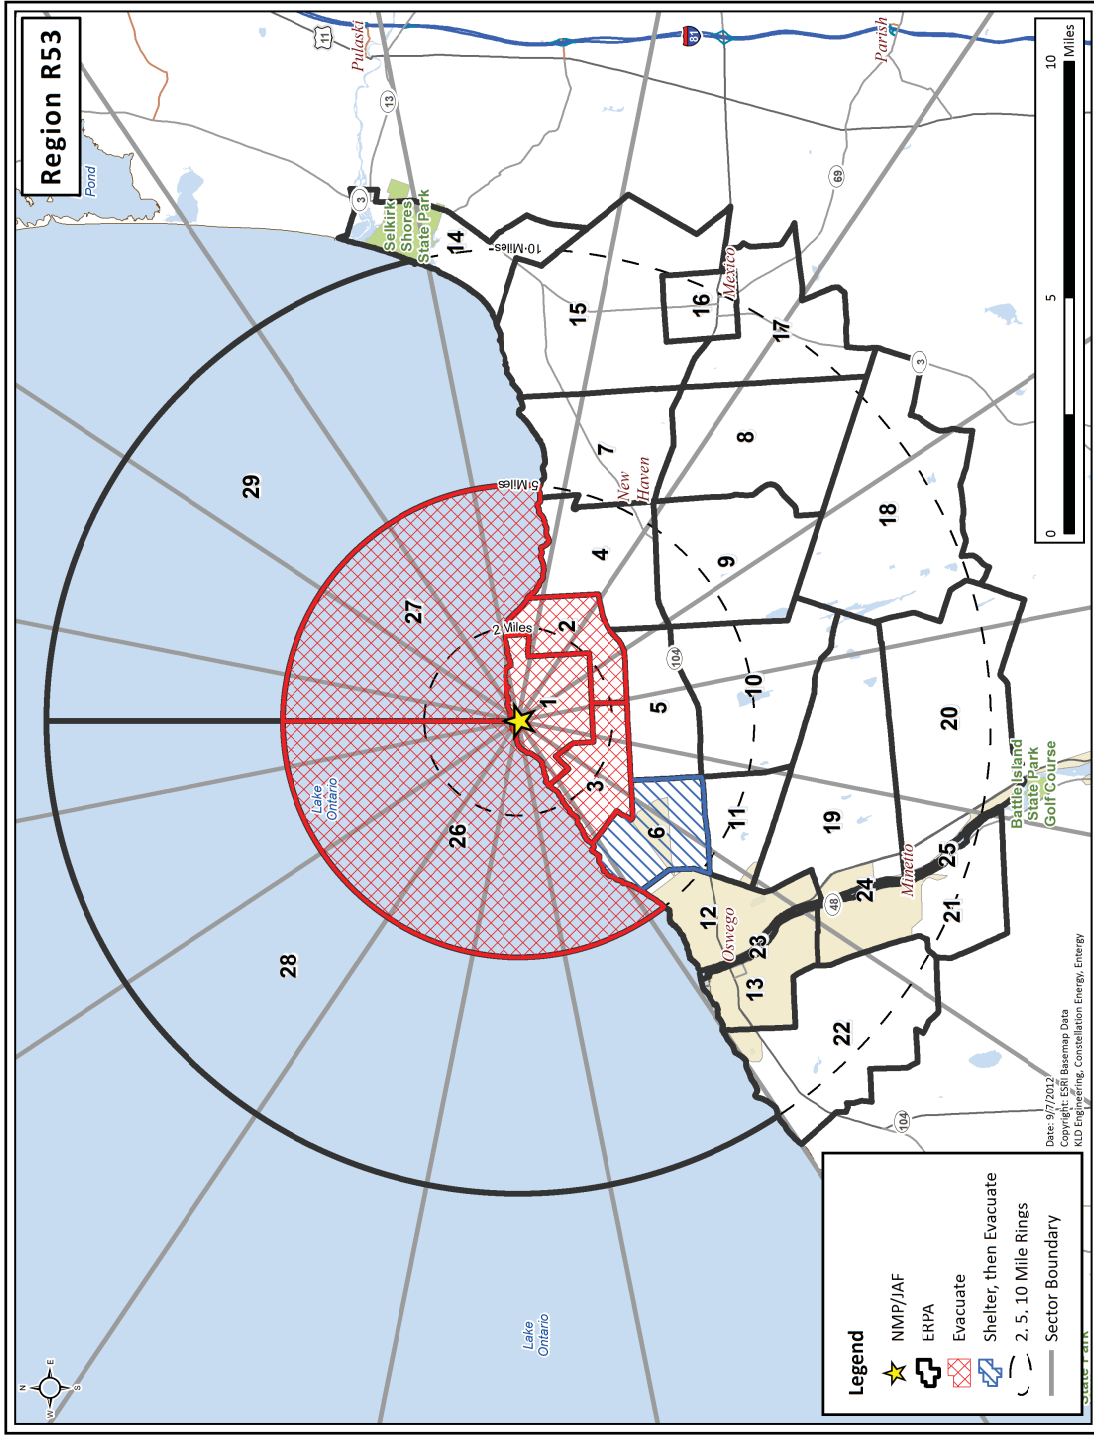 Region R53
N
W
E
S
Pond
Pulaski
11
13
3
Selkirk
Shores
State Park
14
10 Miles
81
Parish
69
29
15
16
Mexico
17
3
7
New
Haven
8
5 Miles
27
4
9
18
2 Miles
2
1
104
5
10
20
Lake
Ontario
26
3
6
11
19
Battle Island
State Park
Golf Course
28
12
Oswego
23
13
48
24
Minetto
25
21
22
104
Lake
Ontario
0
5
10
Miles
Date: 9/7/2012
Copyright: ESRI Basemap Data
KLD Engineering, Constellation Energy, Entergy
Legend
NMP/JAF
ERPA
Evacuate
Shelter, then Evacuate
2, 5, 10 Mile Rings
Sector Boundary
State Park